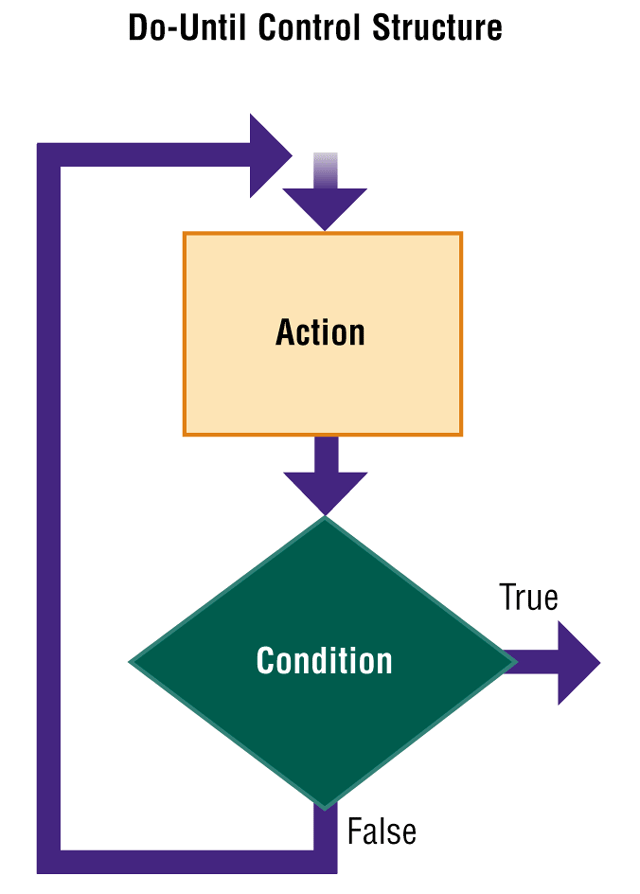 Do-Until Control Structure
Action
True
Condition
False